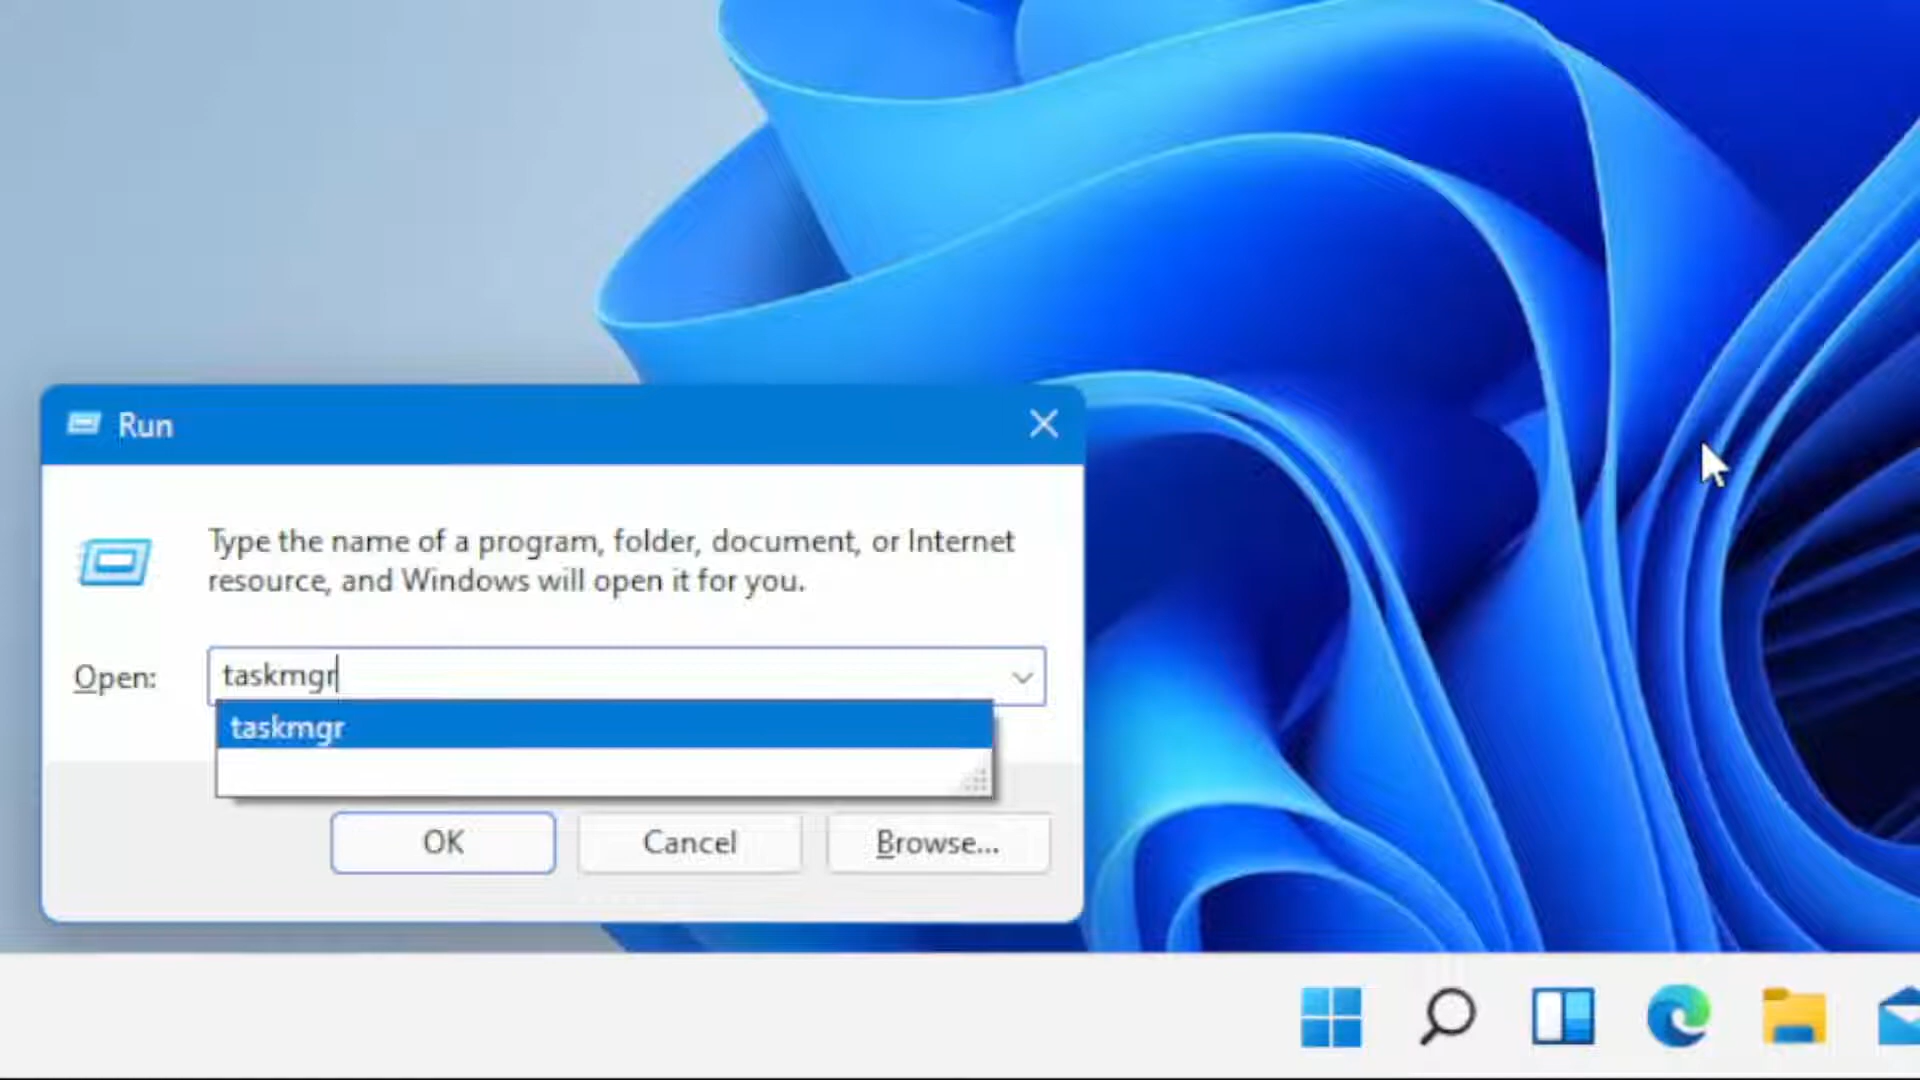 Run
Type the name of a program, folder, document, or Internet
resource, and Windows will open it for you.
Open:
taskmgr
taskmgr
OK
Cancel
Browse...